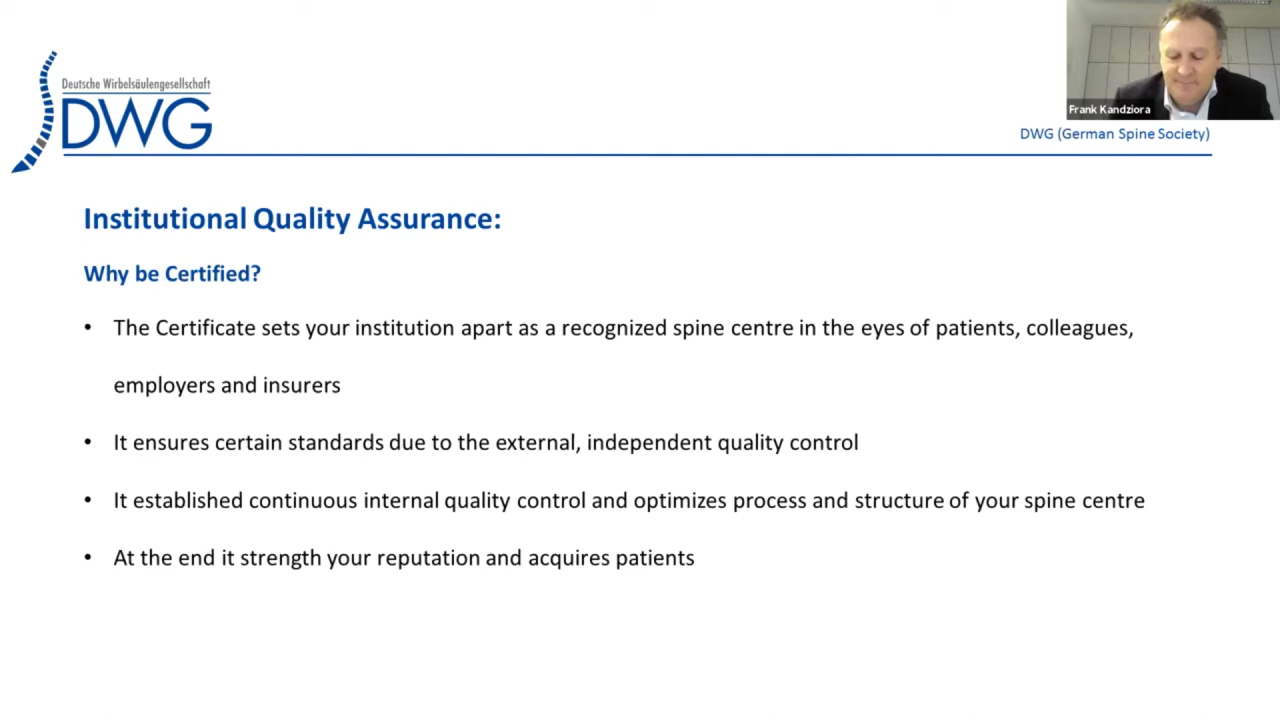 Deutsche Wirbelsäulengesellschaft
DWG
Frank Kandziora
DWG (German Spine Society)
Institutional Quality Assurance:
Why be Certified?
• The Certificate sets your institution apart as a recognized spine centre in the eyes of patients, colleagues,
employers and insurers
• It ensures certain standards due to the external, independent quality control
• It established continuous internal quality control and optimizes process and structure of your spine centre
• At the end it strength your reputation and acquires patients